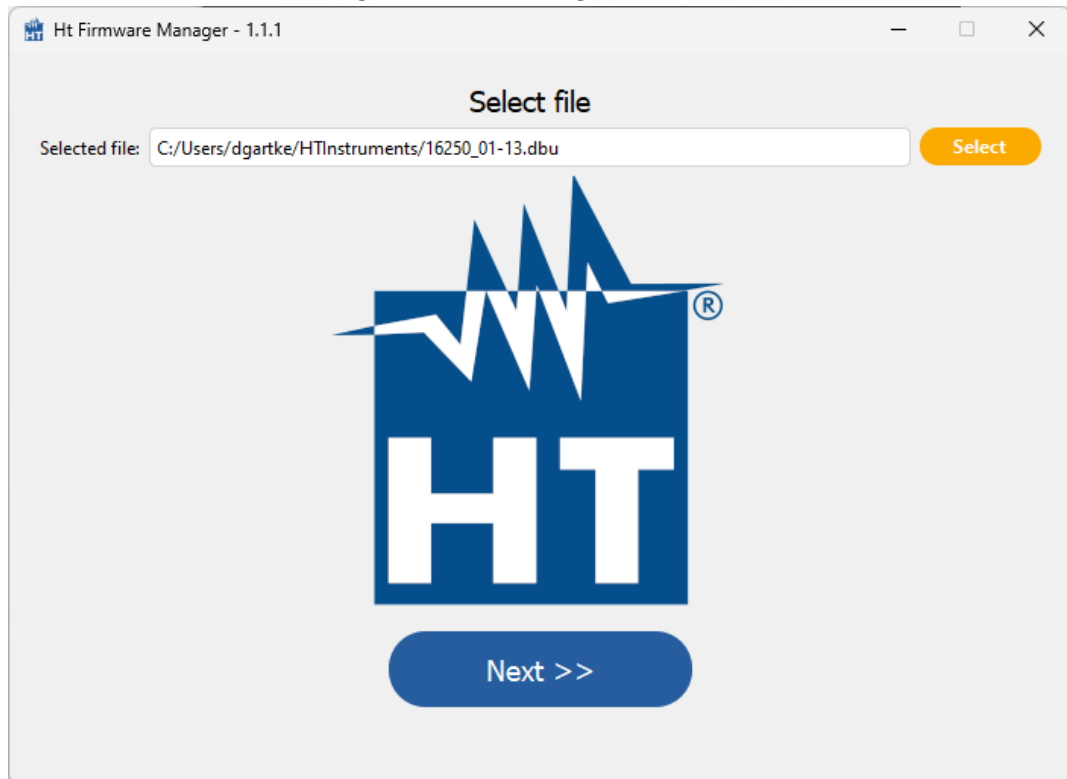 Ht Firmware Manager - 1.1.1
Select file
Selected file: C:/Users/dgartke/HTInstruments/16250_01-13.dbu Select
®
HT
Next >>